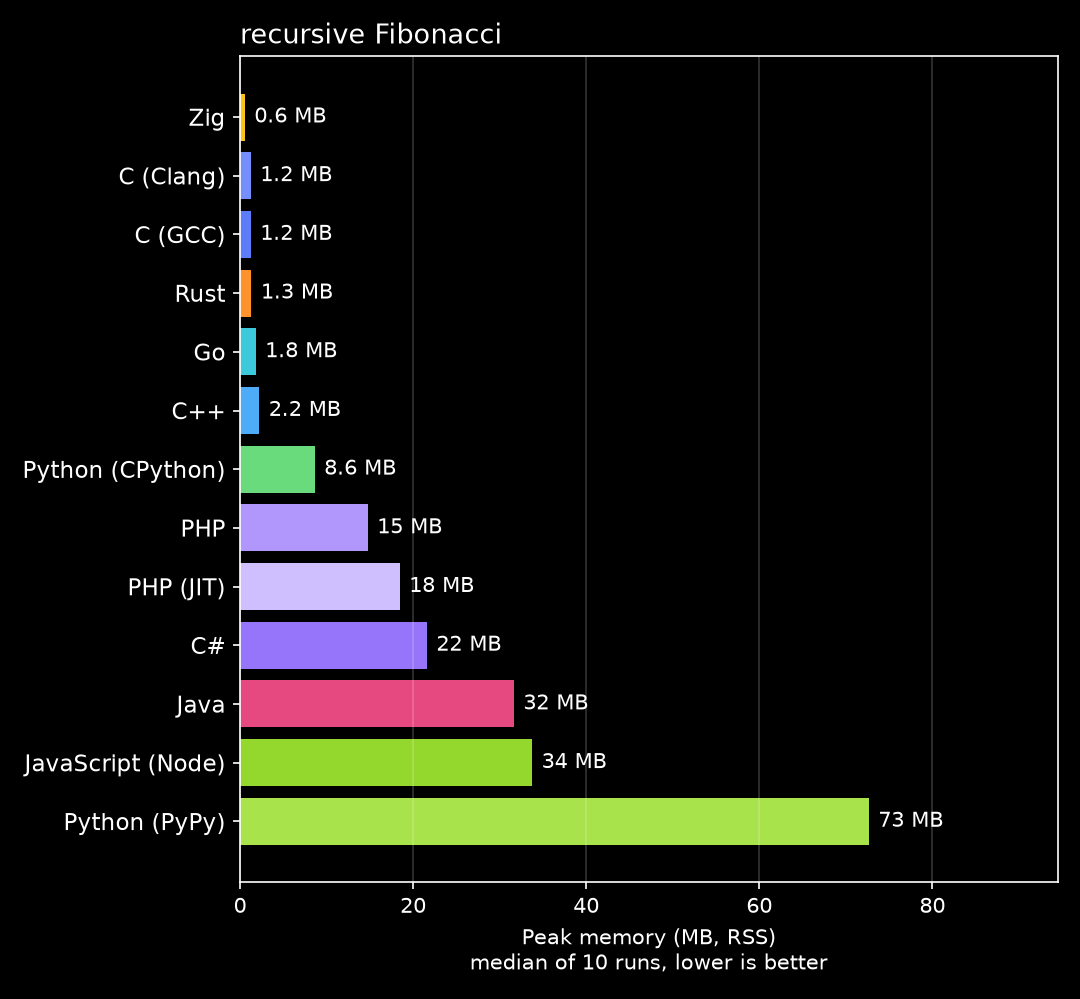 recursive Fibonacci
Zig 0.6 MB
C (Clang) 1.2 MB
C (GCC) 1.2 MB
Rust 1.3 MB
Go 1.8 MB
C++ 2.2 MB
Python (CPython) 8.6 MB
PHP 15 MB
PHP (JIT) 18 MB
C# 22 MB
Java 32 MB
JavaScript (Node) 34 MB
Python (PyPy) 73 MB
0 20 40 60 80
Peak memory (MB, RSS)
median of 10 runs, lower is better